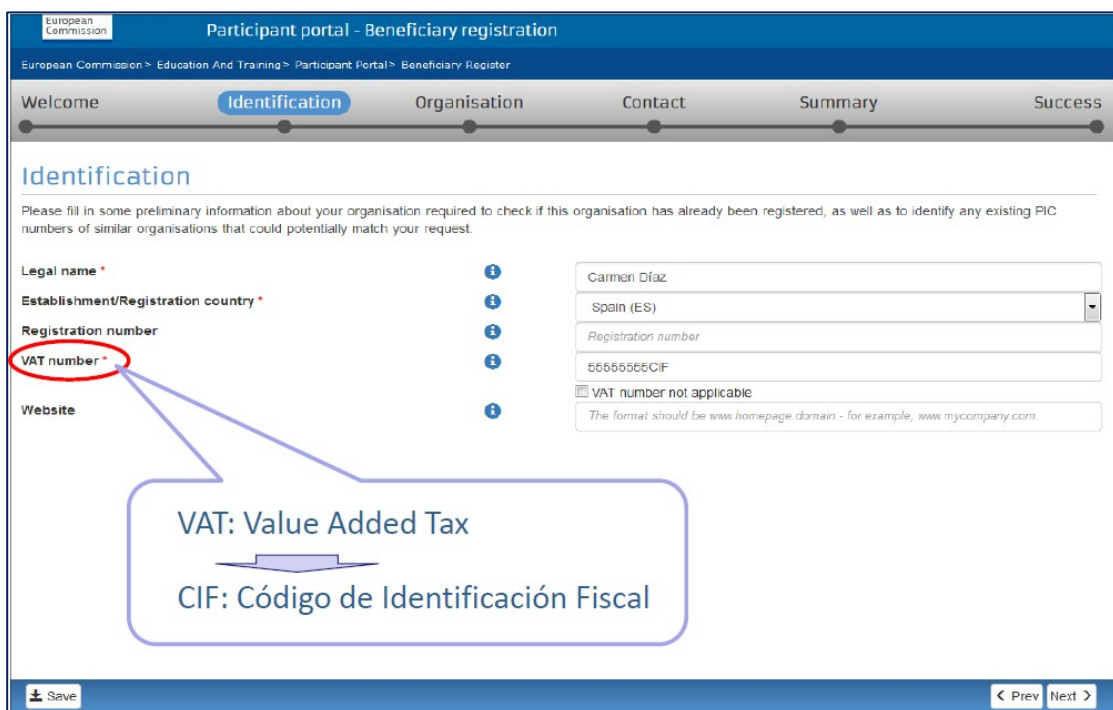 European
Commission
Participant portal - Beneficiary registration
European Commission > Education And Training > Participant Portal > Beneficiary Register
Welcome Identification Organisation Contact Summary Success
Identification
Please fill in some preliminary information about your organisation required to check if this organisation has already been registered, as well as to identify any existing PIC
numbers of similar organisations that could potentially match your request.
Legal name * Carmen Díaz
Establishment/Registration country * Spain (ES)
Registration number Registration number
VAT number * 55555555CIF
VAT number not applicable
Website The format should be www.homepage.domain - for example, www.mycompany.com
VAT: Value Added Tax
CIF: Código de Identificación Fiscal
Save < Prev Next >